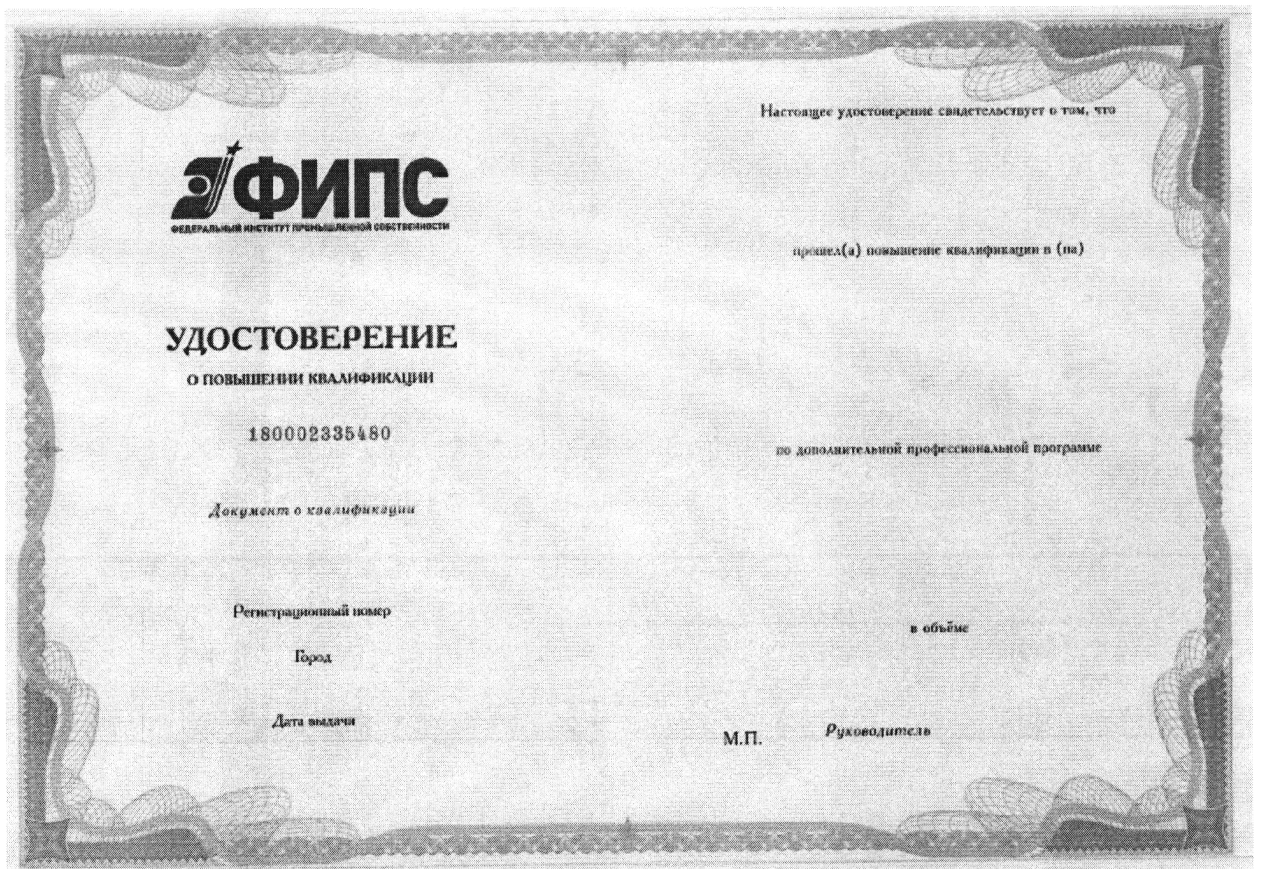 ФИПС
ФЕДЕРАЛЬНЫЙ ИНСТИТУТ ПРОМЫШЛЕННОЙ СОБСТВЕННОСТИ
УДОСТОВЕРЕНИЕ
О ПОВЫШЕНИИ КВАЛИФИКАЦИИ
180002335480
Документ о квалификации
Регистрационный номер
Город
Дата выдачи
Настоящее удостоверение свидетельствует о том, что
прошел(а) повышение квалификации в (на)
по дополнительной профессиональной программе
в объёме
М.П. Руководитель